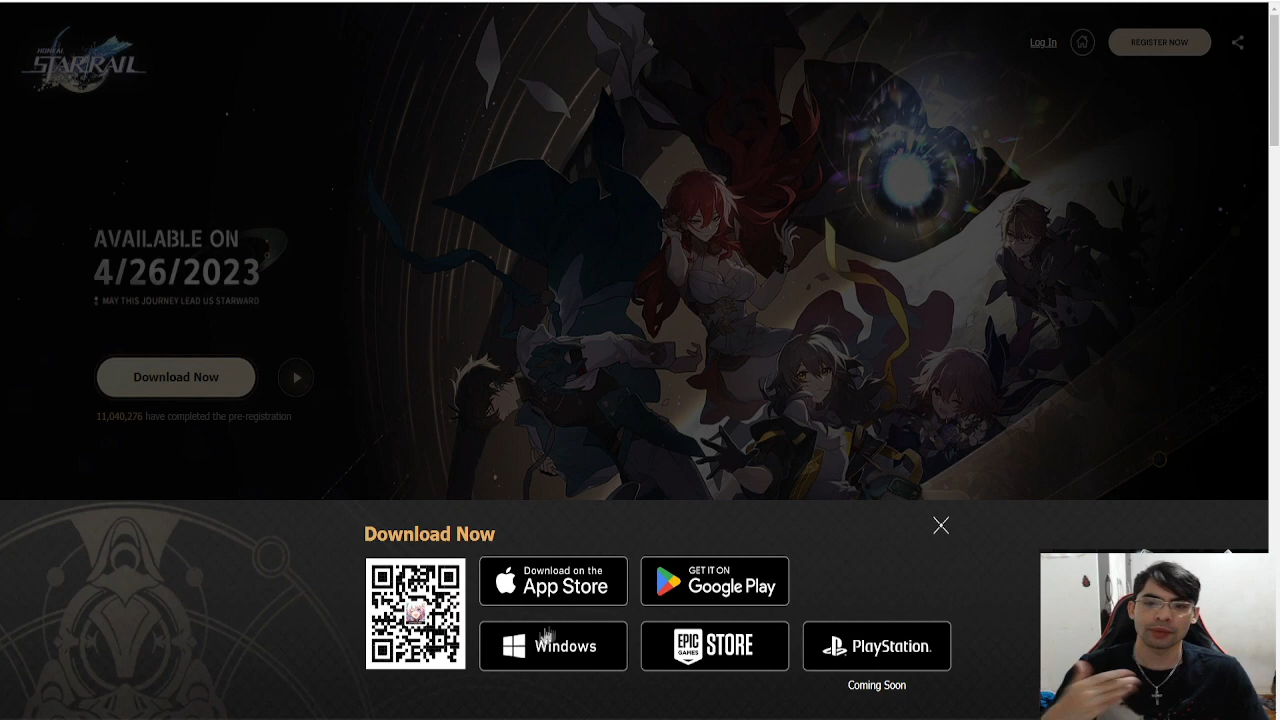 HONKAI
STAR RAIL
Log In
REGISTER NOW
AVAILABLE ON
4/26/2023
MAY THIS JOURNEY LEAD US STARWARD
Download Now
11,040,276 have completed the pre-registration
Download Now
Download on the
App Store
GET IT ON
Google Play
Windows
EPIC
GAMES
STORE
PlayStation.
Coming Soon